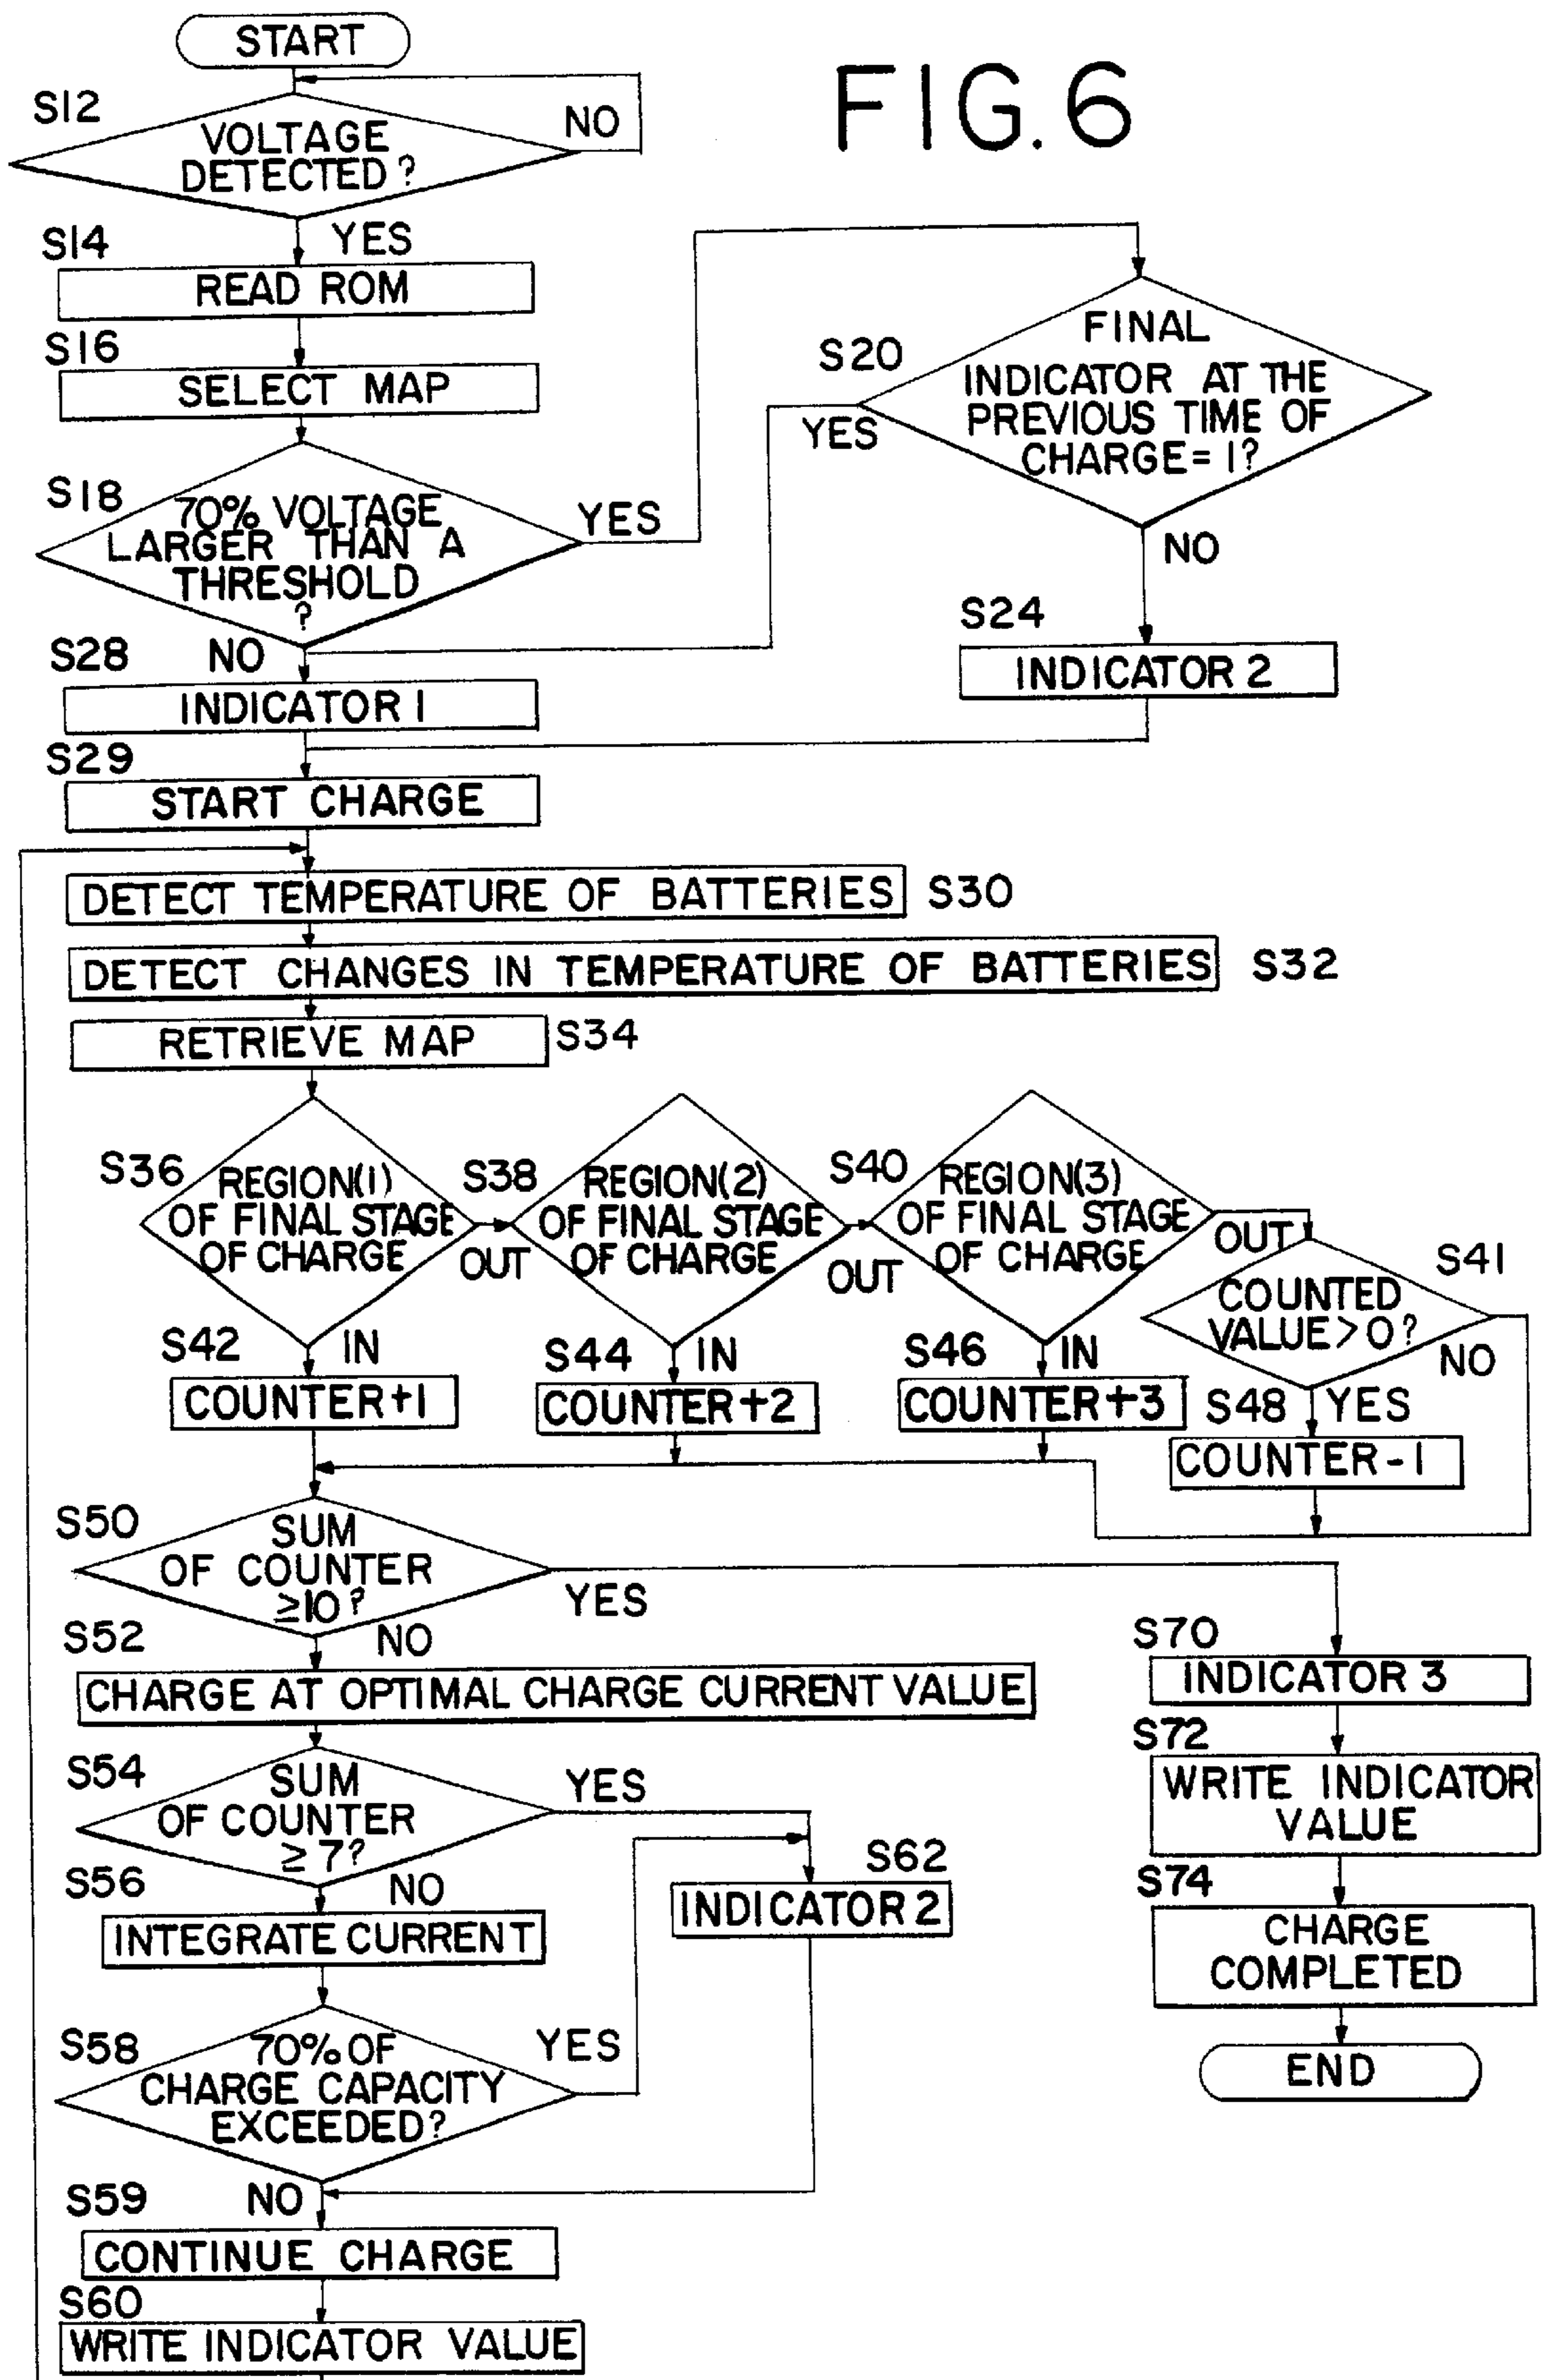 START
FIG.6
S12
VOLTAGE
DETECTED?
NO
YES
S14
READ ROM
S16
SELECT MAP
S18
70% VOLTAGE
LARGER THAN A
THRESHOLD
?
YES
S20
FINAL
INDICATOR AT THE
PREVIOUS TIME OF
CHARGE=1?
YES
NO
S24
INDICATOR 2
S28
NO
INDICATOR 1
S29
START CHARGE
DETECT TEMPERATURE OF BATTERIES
S30
DETECT CHANGES IN TEMPERATURE OF BATTERIES
S32
RETRIEVE MAP
S34
S36
REGION(1)
OF FINAL STAGE
OF CHARGE
OUT
S38
REGION(2)
OF FINAL STAGE
OF CHARGE
OUT
S40
REGION(3)
OF FINAL STAGE
OF CHARGE
OUT
S41
COUNTED
VALUE>0?
NO
S42
IN
COUNTER+1
S44
IN
COUNTER+2
S46
IN
COUNTER+3
S48
YES
COUNTER-1
S50
SUM
OF COUNTER
≥10?
YES
NO
S52
CHARGE AT OPTIMAL CHARGE CURRENT VALUE
S54
SUM
OF COUNTER
≥7?
YES
NO
S56
INTEGRATE CURRENT
S62
INDICATOR 2
S58
70% OF
CHARGE CAPACITY
EXCEEDED?
YES
NO
S59
CONTINUE CHARGE
S60
WRITE INDICATOR VALUE
S70
INDICATOR 3
S72
WRITE INDICATOR
VALUE
S74
CHARGE
COMPLETED
END